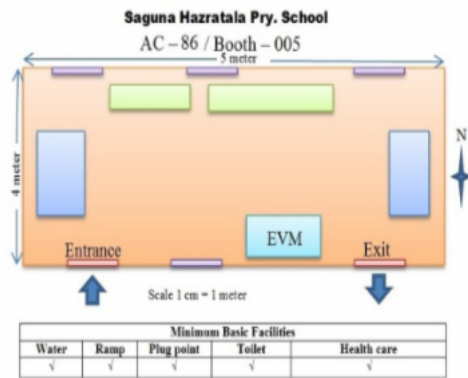 Saguna Hazratala Pry. School
AC – 86 / Booth – 005
5 meter
4 meter
N
EVM
Entrance
Exit
Scale 1 cm = 1 meter
Minimum Basic Facilities
Water Ramp Plug point Toilet Health care
√ √ √ √ √